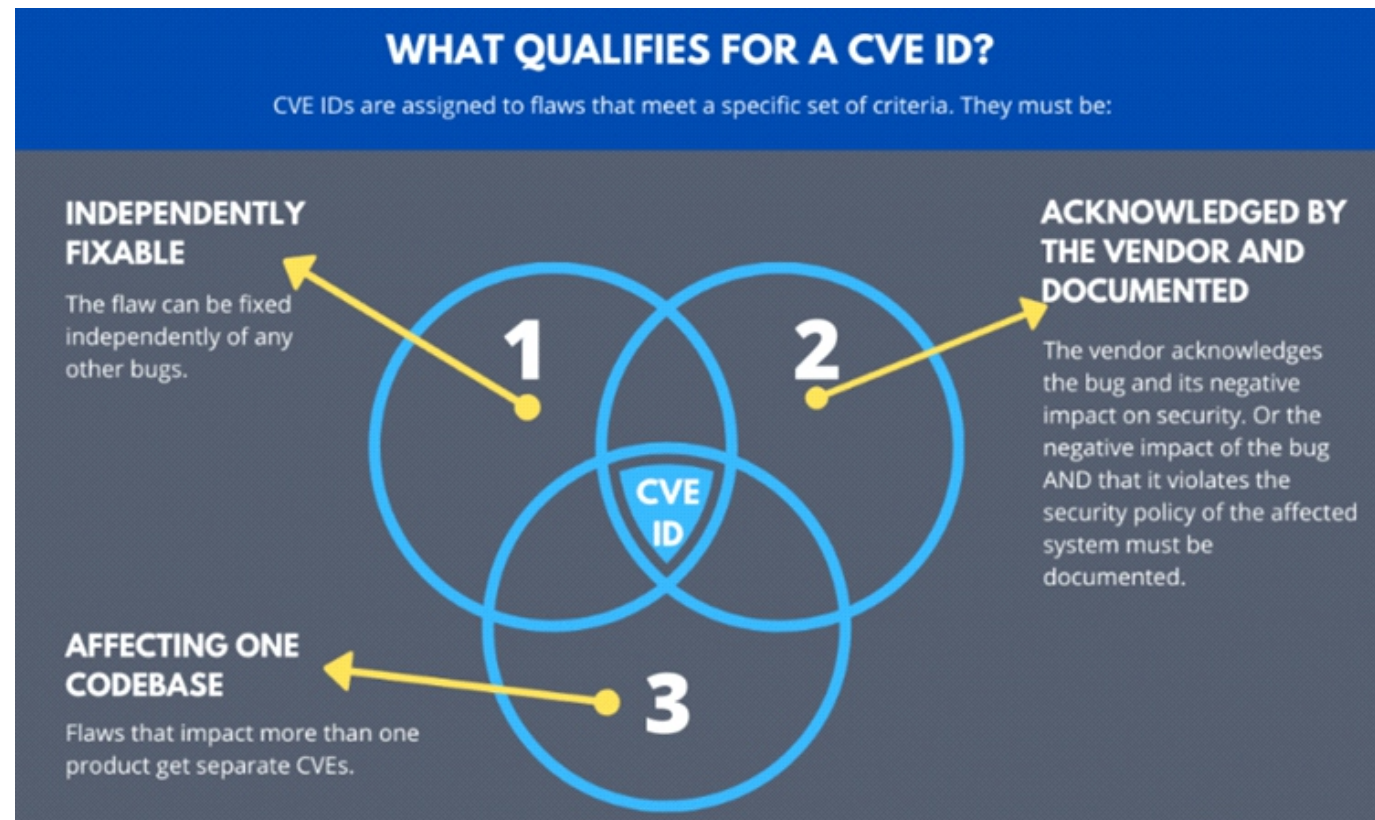 WHAT QUALIFIES FOR A CVE ID?
CVE IDs are assigned to flaws that meet a specific set of criteria. They must be:
INDEPENDENTLY
FIXABLE
The flaw can be fixed
independently of any
other bugs.
1
2
ACKNOWLEDGED BY
THE VENDOR AND
DOCUMENTED
The vendor acknowledges
the bug and its negative
impact on security. Or the
negative impact of the bug
AND that it violates the
security policy of the affected
system must be
documented.
CVE
ID
AFFECTING ONE
CODEBASE
Flaws that impact more than one
product get separate CVEs.
3